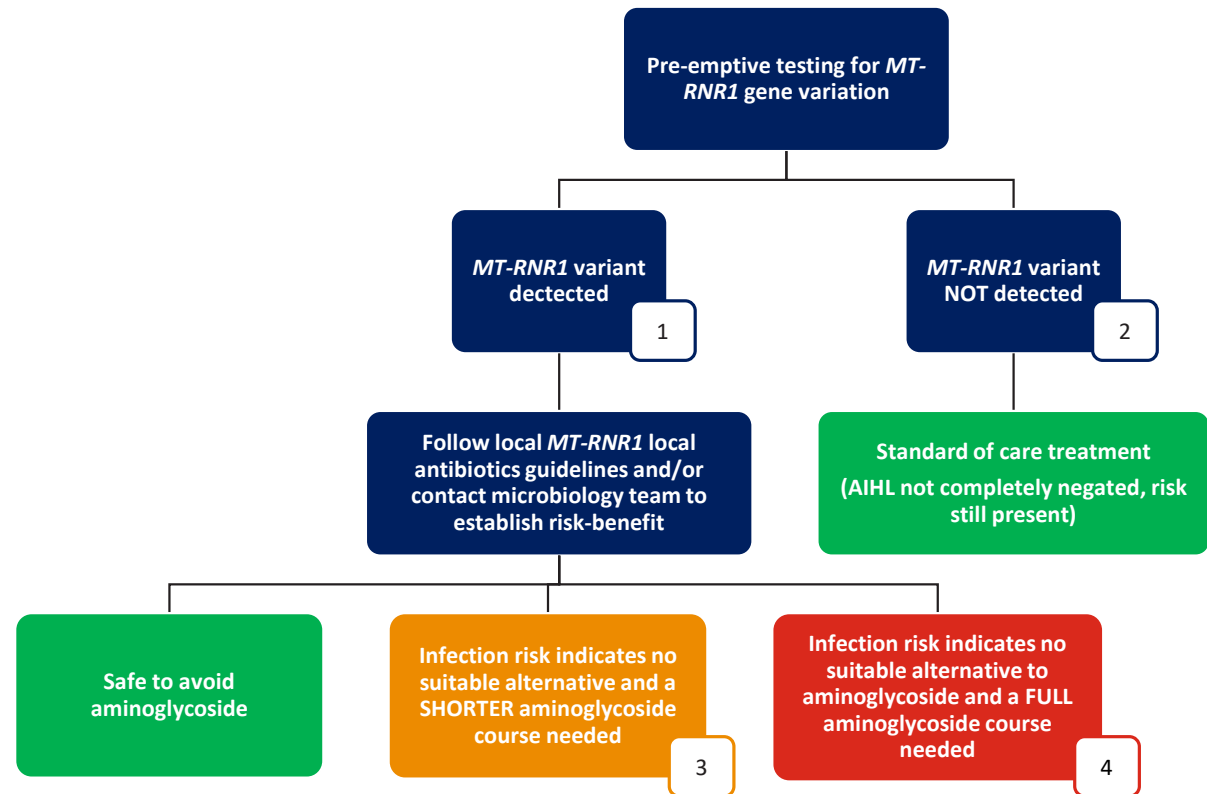 Pre-emptive testing for MT-
RNR1 gene variation
MT-RNR1 variant
dectected
1
MT-RNR1 variant
NOT detected
2
Follow local MT-RNR1 local
antibiotics guidelines and/or
contact microbiology team to
establish risk-benefit
Standard of care treatment
(AIHL not completely negated, risk
still present)
Safe to avoid
aminoglycoside
Infection risk indicates no
suitable alternative and a
SHORTER aminoglycoside
course needed
3
Infection risk indicates no
suitable alternative to
aminoglycoside and a FULL
aminoglycoside course
needed
4